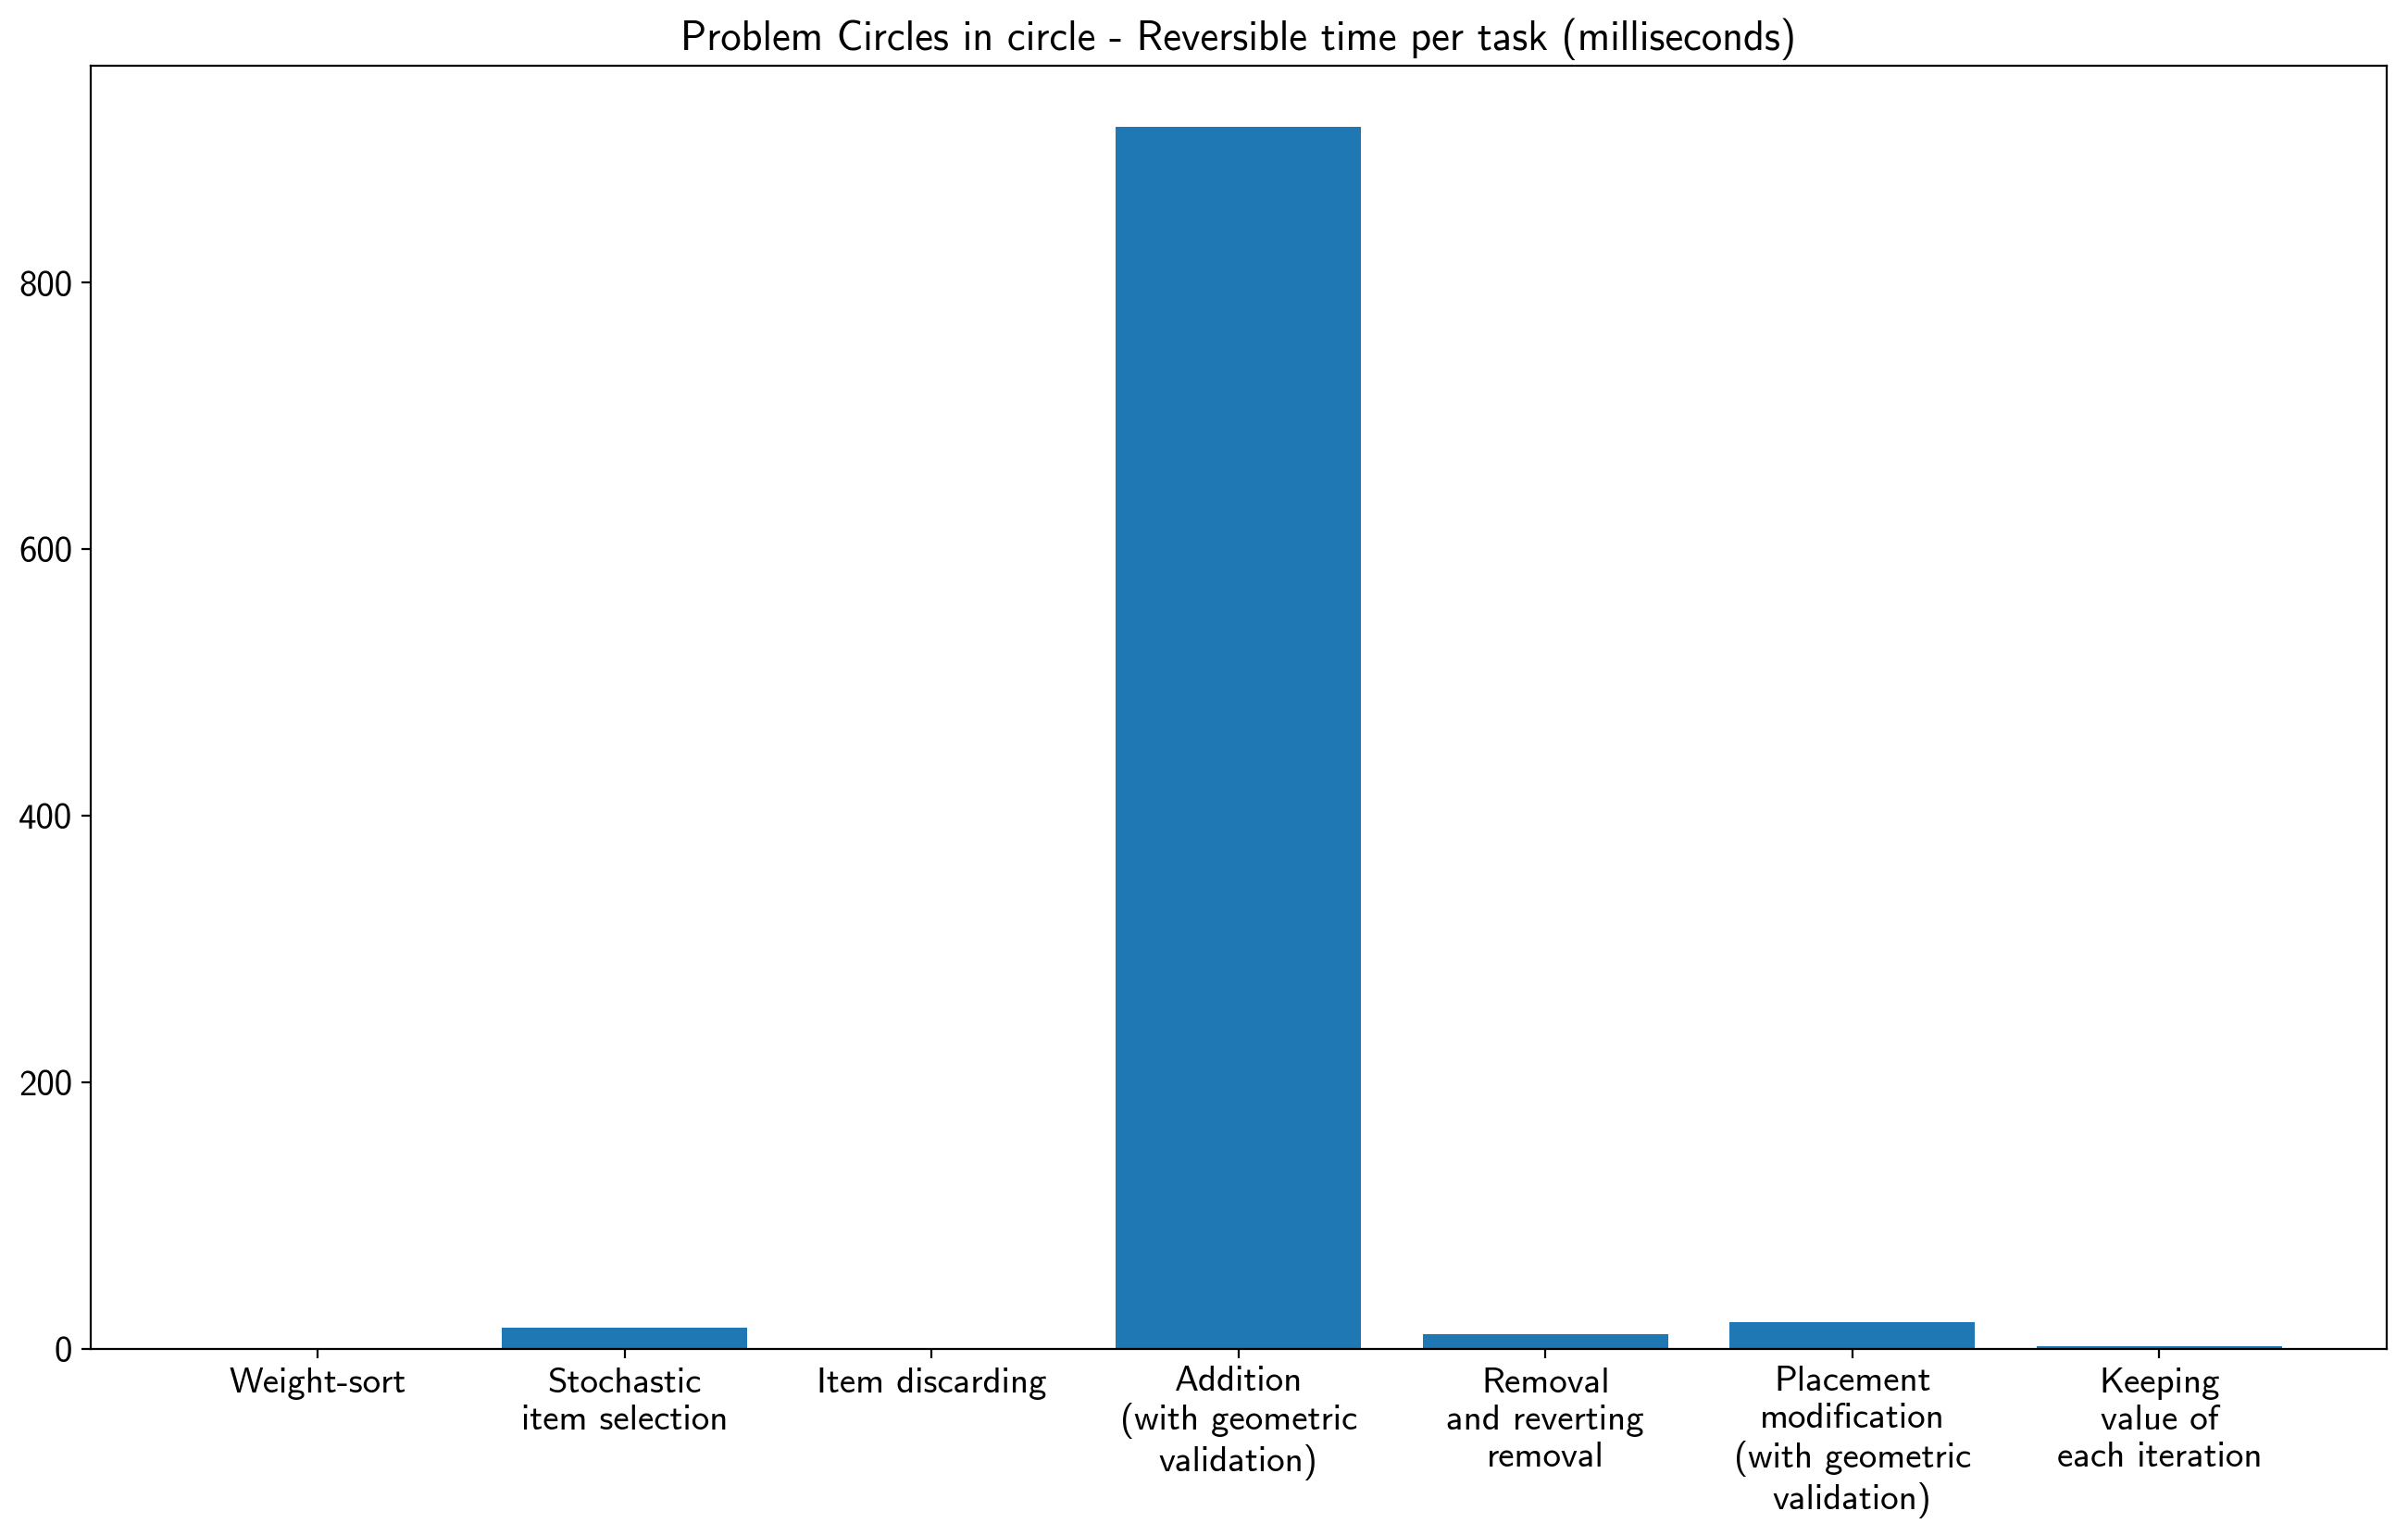 Problem Circles in circle - Reversible time per task (milliseconds)
800
600
400
200
0
Weight-sort
Stochastic
item selection
Item discarding
Addition
(with geometric
validation)
Removal
and reverting
removal
Placement
modification
(with geometric
validation)
Keeping
value of
each iteration